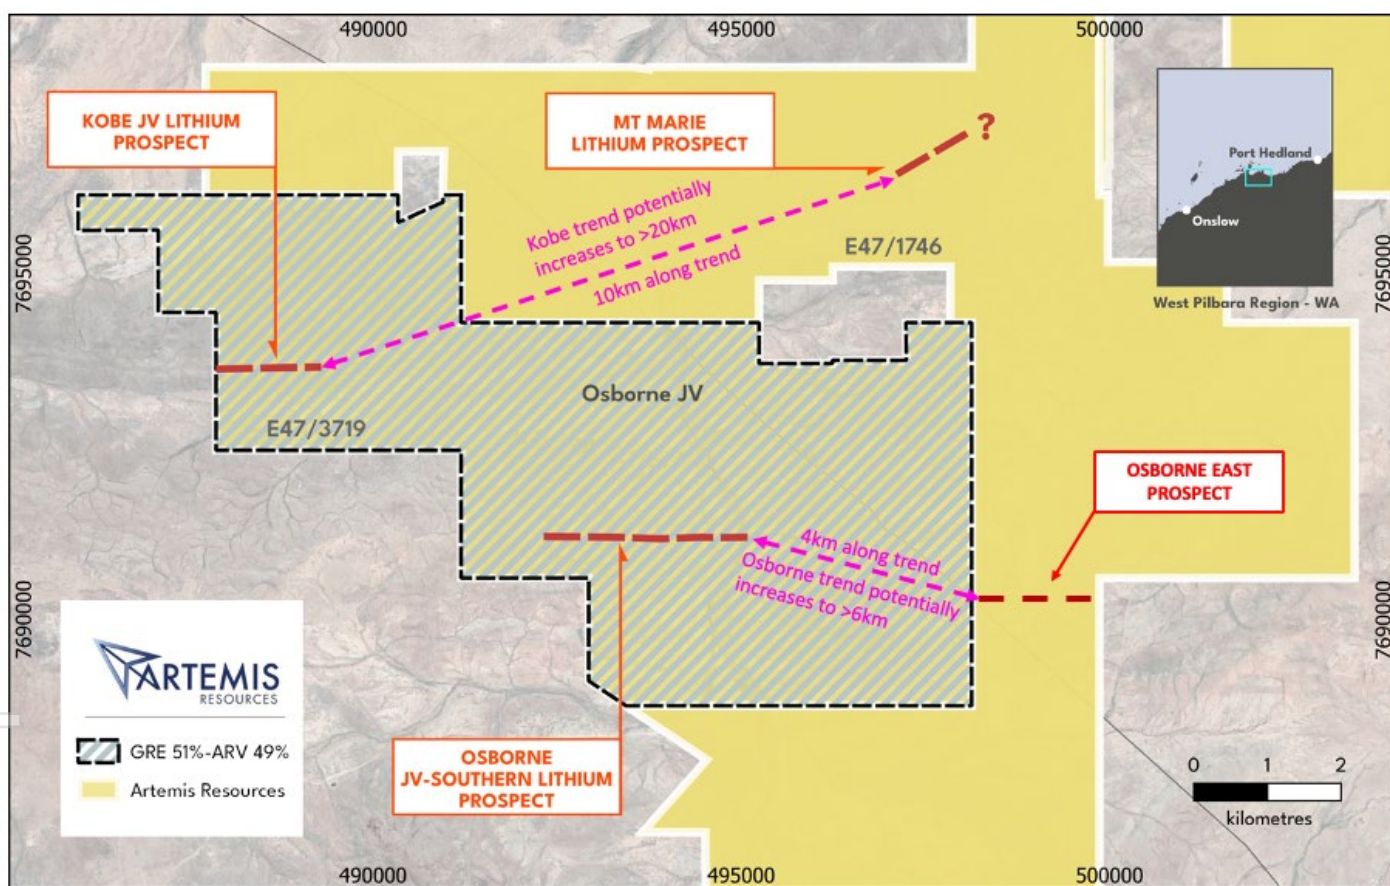 490000
495000
500000
KOBE JV LITHIUM
PROSPECT
MT MARIE
LITHIUM PROSPECT
?
Port Hedland
Onslow
West Pilbara Region - WA
Kobe trend potentially
increases to >20km
10km along trend
E47/1746
7695000
7695000
Osborne JV
E47/3719
OSBORNE EAST
PROSPECT
4km along trend
Osborne trend potentially
increases to >6km
7690000
7690000
ARTEMIS
RESOURCES
GRE 51%-ARV 49%
Artemis Resources
OSBORNE
JV-SOUTHERN LITHIUM
PROSPECT
0 1 2
kilometres
490000
495000
500000